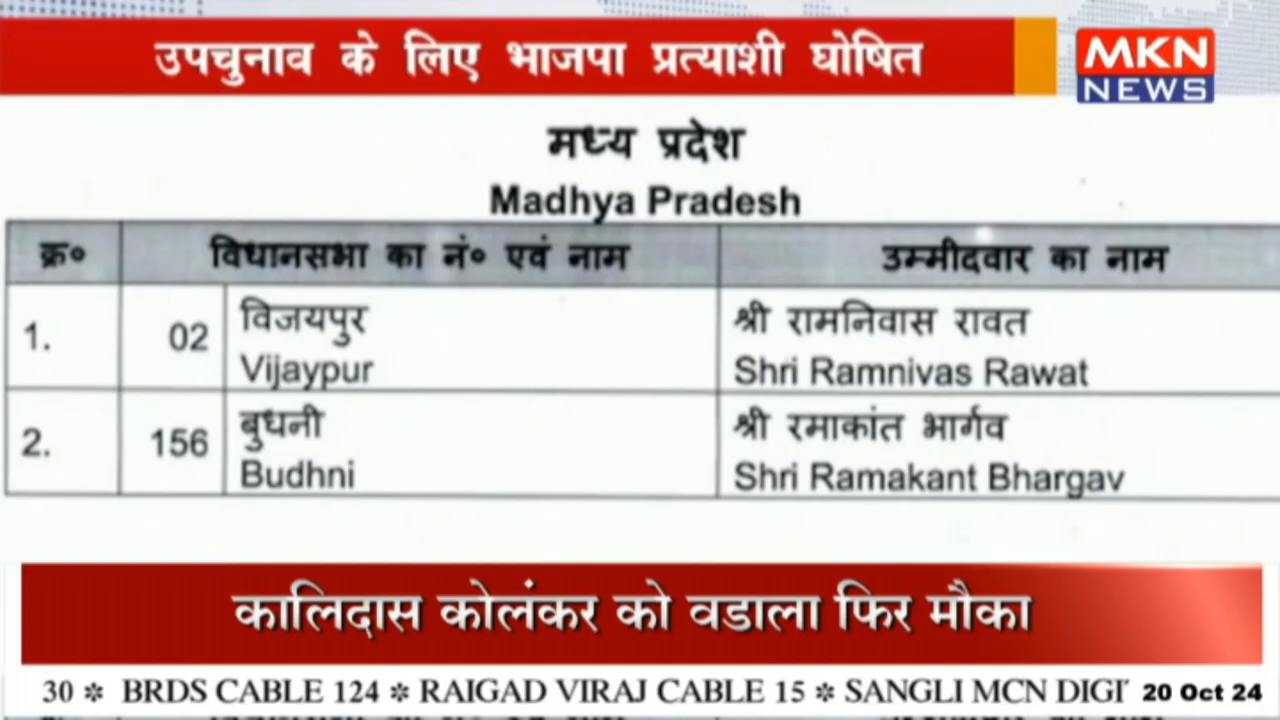 उपचुनाव के लिए भाजपा प्रत्याशी घोषित
MKN
NEWS
मध्य प्रदेश
Madhya Pradesh
क्र० विधानसभा का नं० एवं नाम उम्मीदवार का नाम
1. 02 विजयपुर श्री रामनिवास रावत
Vijaypur Shri Ramnivas Rawat
2. 156 बुधनी श्री रमाकांत भार्गव
Budhni Shri Ramakant Bhargav
कालिदास कोलंकर को वडाला फिर मौका
30 * BRDS CABLE 124 * RAIGAD VIRAJ CABLE 15 * SANGLI MCN DIGI 20 Oct 24